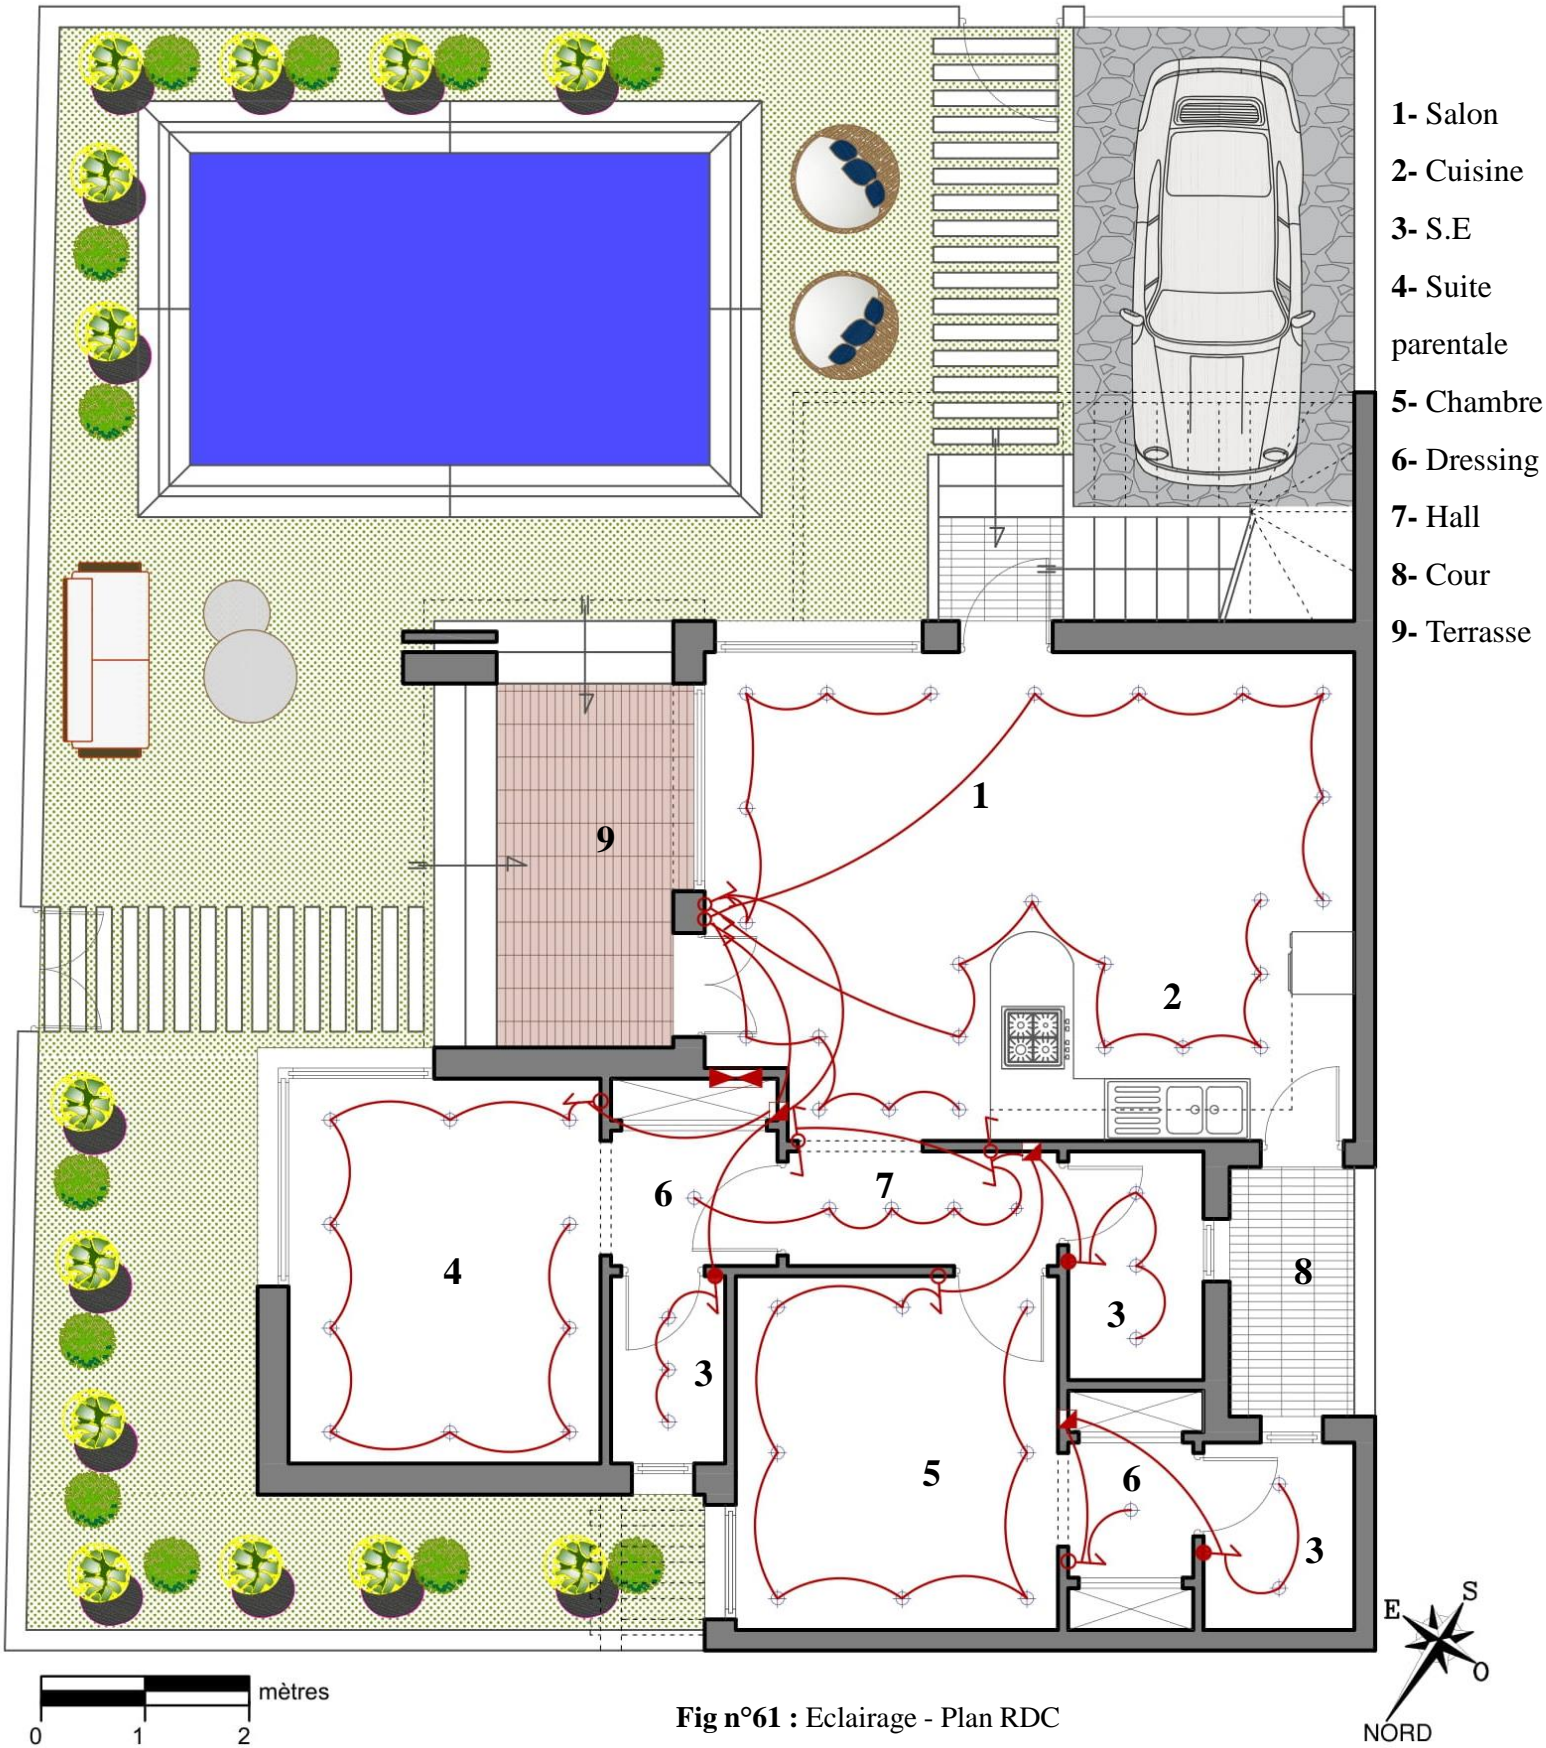 1- Salon
2- Cuisine
3- S.E
4- Suite
parentale
5- Chambre
6- Dressing
7- Hall
8- Cour
9- Terrasse
1
9
2
7
6
4
8
3
3
5
6
3
E
S
O
NORD
mètres
0 1 2
Fig n°61 : Eclairage - Plan RDC